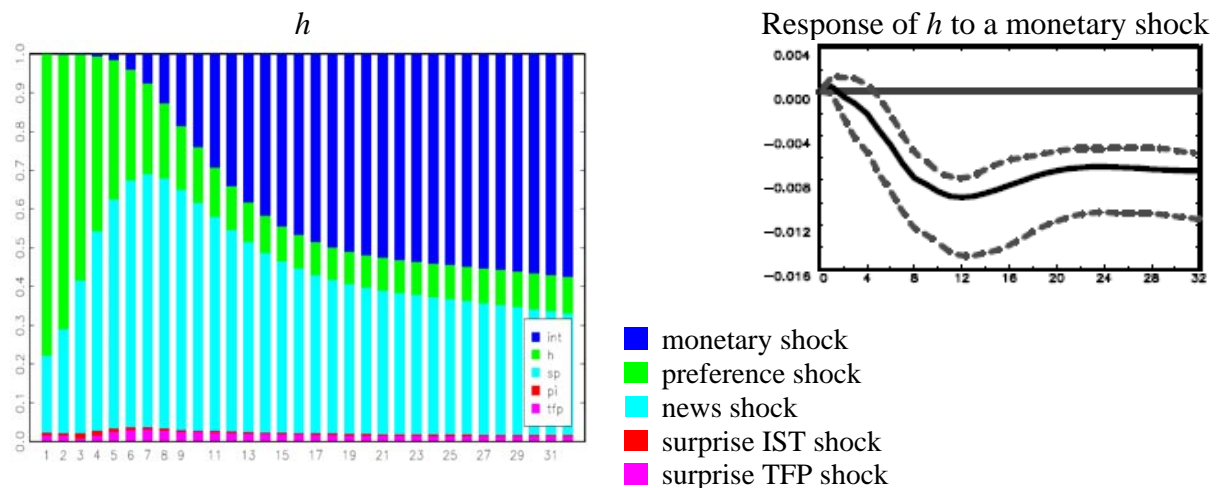 h
1.0
0.9
0.8
0.7
0.6
0.5
0.4
0.3
0.2
0.1
0.0
int
h
sp
pi
tfp
1 2 3 4 5 6 7 8 9 11 13 15 17 19 21 23 25 27 29 31
Response of h to a monetary shock
0.004
0.000
−0.004
−0.008
−0.012
−0.016
0 4 8 12 16 20 24 28 32
monetary shock
preference shock
news shock
surprise IST shock
surprise TFP shock